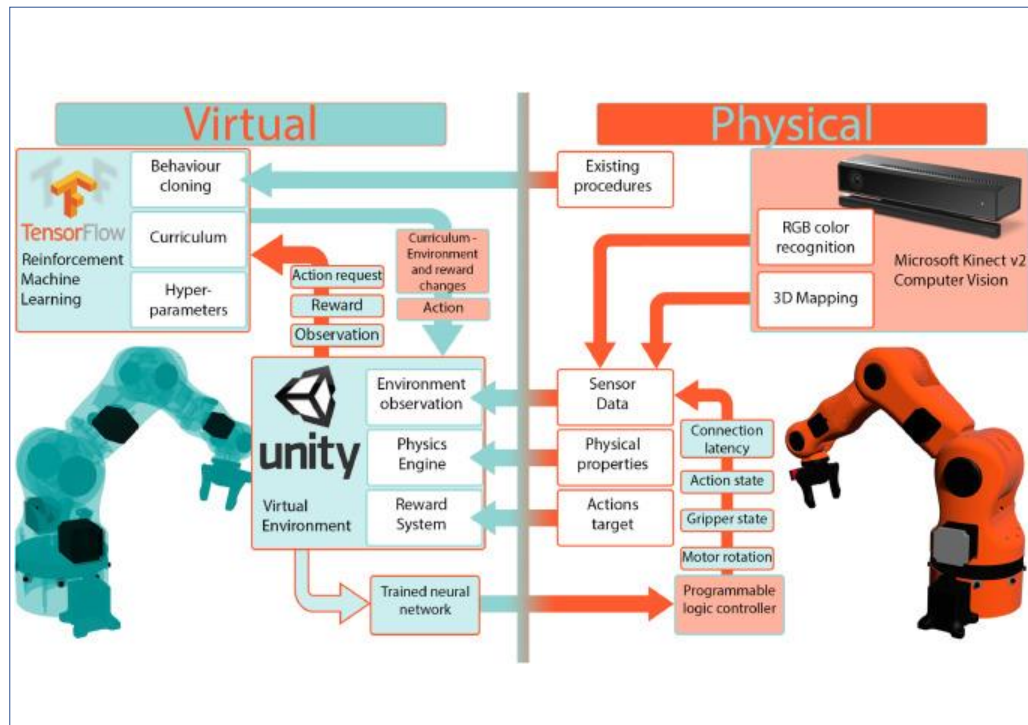 Virtual
Physical
Behaviour
cloning
TensorFlow
Reinforcement
Machine
Learning
Curriculum
Hyper-
parameters
Action request
Reward
Observation
Curriculum -
Environment
and reward
changes
Action
Existing
procedures
RGB color
recognition
3D Mapping
Microsoft Kinect v2
Computer Vision
unity
Virtual
Environment
Environment
observation
Physics
Engine
Reward
System
Sensor
Data
Physical
properties
Actions
target
Connection
latency
Action state
Gripper state
Motor rotation
Trained neural
network
Programmable
logic controller